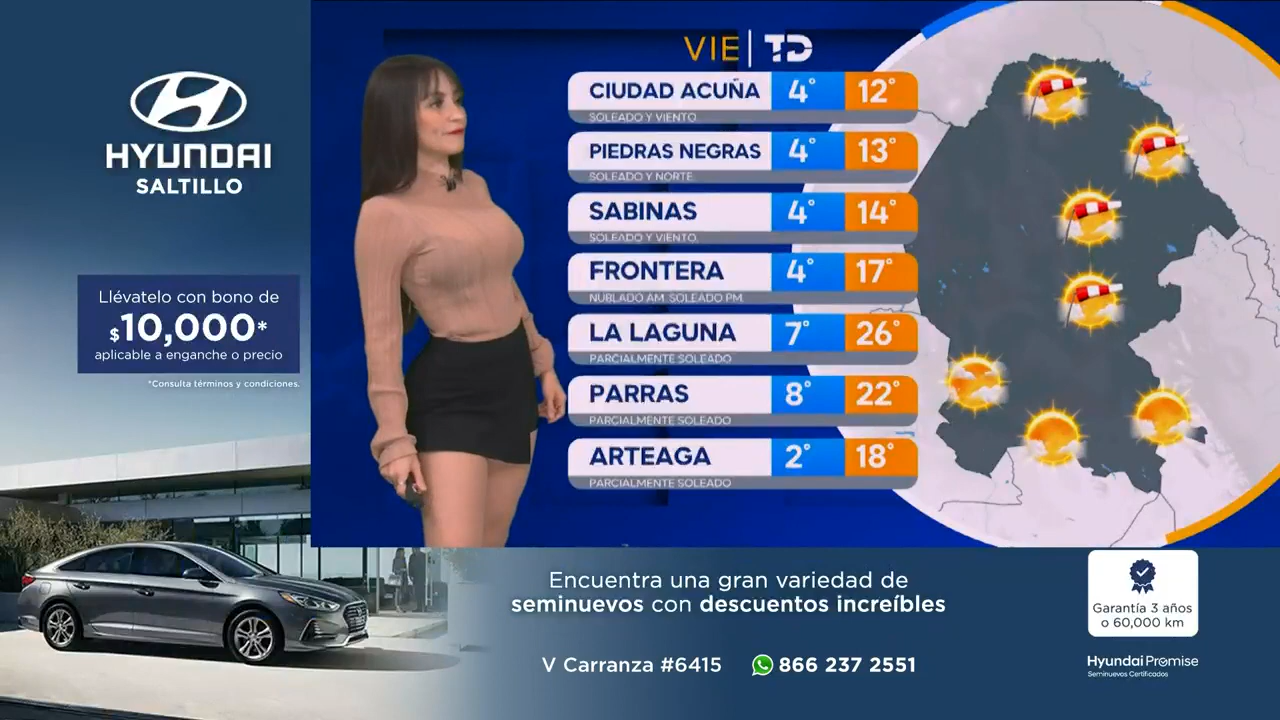 HYUNDAI
SALTILLO
Llévatelo con bono de
$10,000*
aplicable a enganche o precio
*Consulta términos y condiciones.
VIE | TD
CIUDAD ACUÑA 4° 12°
SOLEADO Y VIENTO
PIEDRAS NEGRAS 4° 13°
SOLEADO Y NORTE
SABINAS 4° 14°
SOLEADO Y VIENTO
FRONTERA 4° 17°
NUBLADO AM. SOLEADO PM.
LA LAGUNA 7° 26°
PARCIALMENTE SOLEADO
PARRAS 8° 22°
PARCIALMENTE SOLEADO
ARTEAGA 2° 18°
PARCIALMENTE SOLEADO
Encuentra una gran variedad de
seminuevos con descuentos increíbles
V Carranza #6415 866 237 2551
Garantía 3 años
o 60,000 km
Hyundai Promise
Seminuevos Certificados